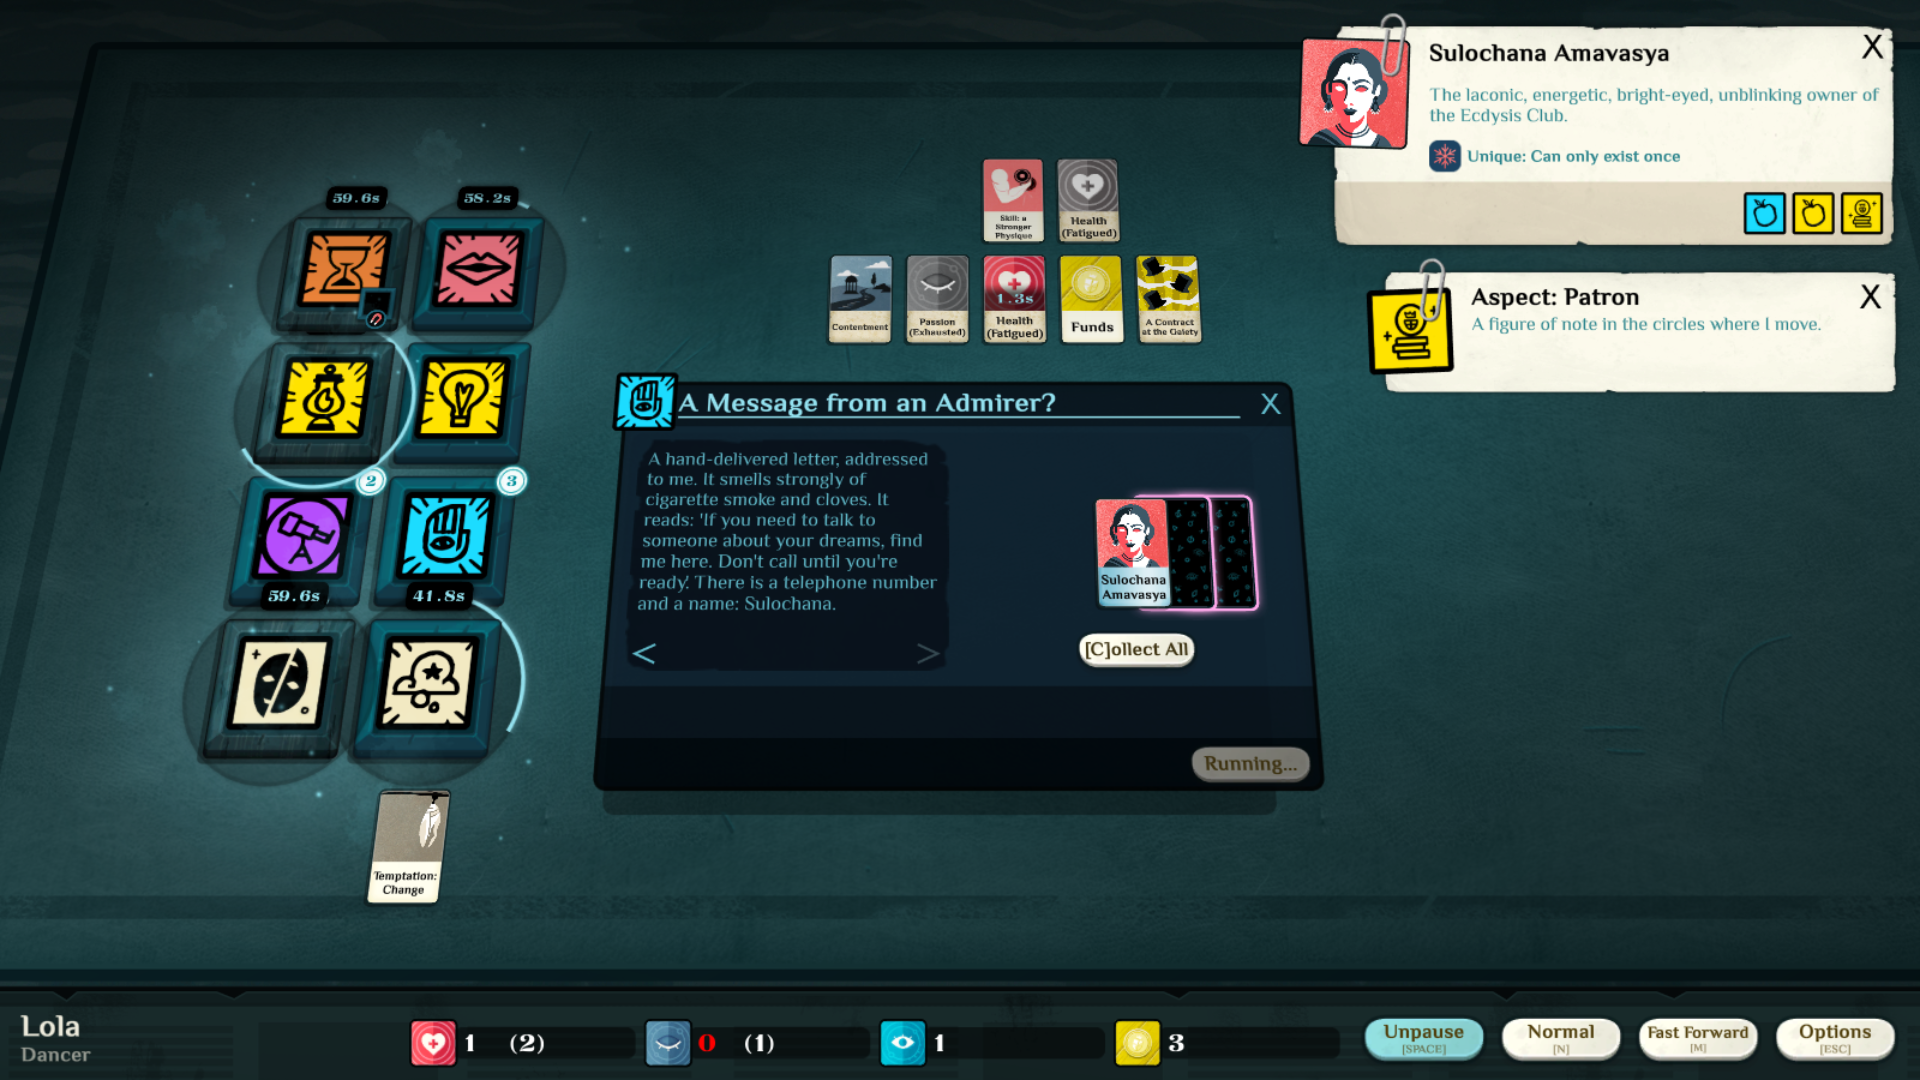 Sulochana Amavasya
X
The laconic, energetic, bright-eyed, unblinking owner of
the Ecdysis Club.
Unique: Can only exist once
Aspect: Patron
X
A figure of note in the circles where I move.
59.6s
58.2s
Skill: a
Stronger
Physique
Health
(Fatigued)
Contentment
Passion
(Exhausted)
1.3s
Health
(Fatigued)
Funds
A Contract
at the Gaiety
2
3
59.6s
41.8s
Temptation:
Change
A Message from an Admirer?
X
A hand-delivered letter, addressed
to me. It smells strongly of
cigarette smoke and cloves. It
reads: 'If you need to talk to
someone about your dreams, find
me here. Don't call until you're
ready'. There is a telephone number
and a name: Sulochana.
< >
Sulochana
Amavasya
[C]ollect All
Running...
Lola
Dancer
1 (2)
0 (1)
1
3
Unpause
[SPACE]
Normal
[N]
Fast Forward
[M]
Options
[ESC]